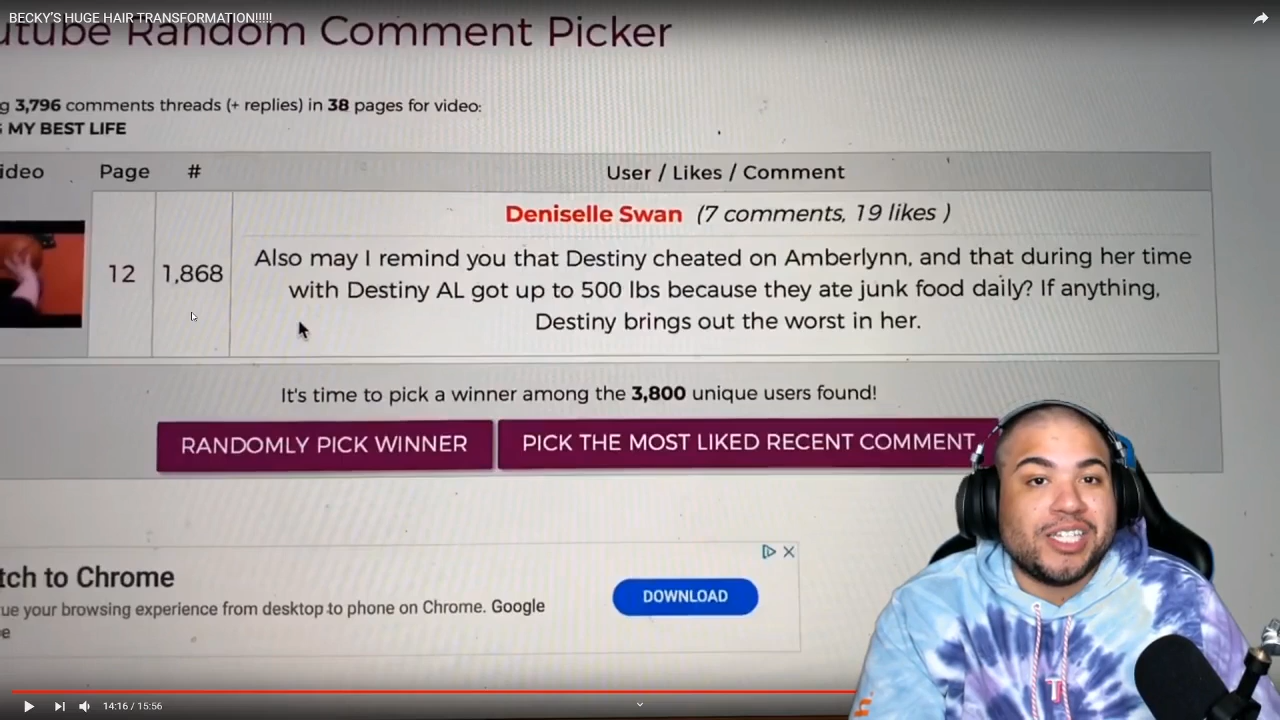 BECKY'S HUGE HAIR TRANSFORMATION!!!!!
utube Random Comment Picker
g 3,796 comments threads (+ replies) in 38 pages for video:
MY BEST LIFE
ideo Page # User / Likes / Comment
Deniselle Swan (7 comments, 19 likes )
12 1,868 Also may I remind you that Destiny cheated on Amberlynn, and that during her time
with Destiny AL got up to 500 lbs because they ate junk food daily? If anything,
Destiny brings out the worst in her.
It's time to pick a winner among the 3,800 unique users found!
RANDOMLY PICK WINNER PICK THE MOST LIKED RECENT COMMENT
tch to Chrome
ue your browsing experience from desktop to phone on Chrome. Google
e
DOWNLOAD
14:16 / 15:56